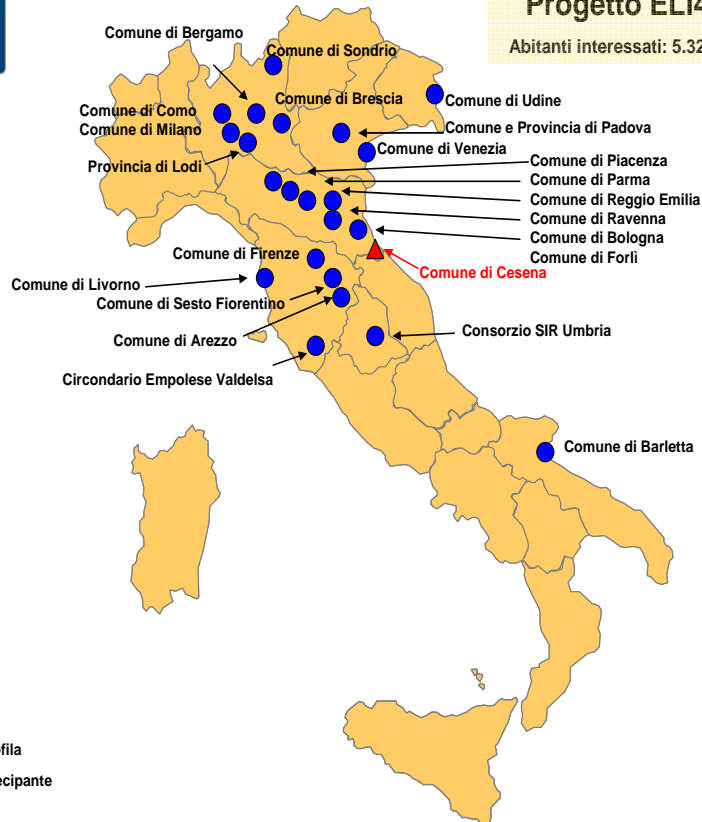 Progetto ELI4
Abitanti interessati: 5.32
Comune di Bergamo
Comune di Sondrio
Comune di Brescia
Comune di Udine
Comune di Como
Comune di Milano
Comune e Provincia di Padova
Comune di Venezia
Provincia di Lodi
Comune di Piacenza
Comune di Parma
Comune di Reggio Emilia
Comune di Ravenna
Comune di Bologna
Comune di Forlì
Comune di Firenze
Comune di Cesena
Comune di Livorno
Comune di Sesto Fiorentino
Comune di Arezzo
Consorzio SIR Umbria
Circondario Empolese Valdelsa
Comune di Barletta